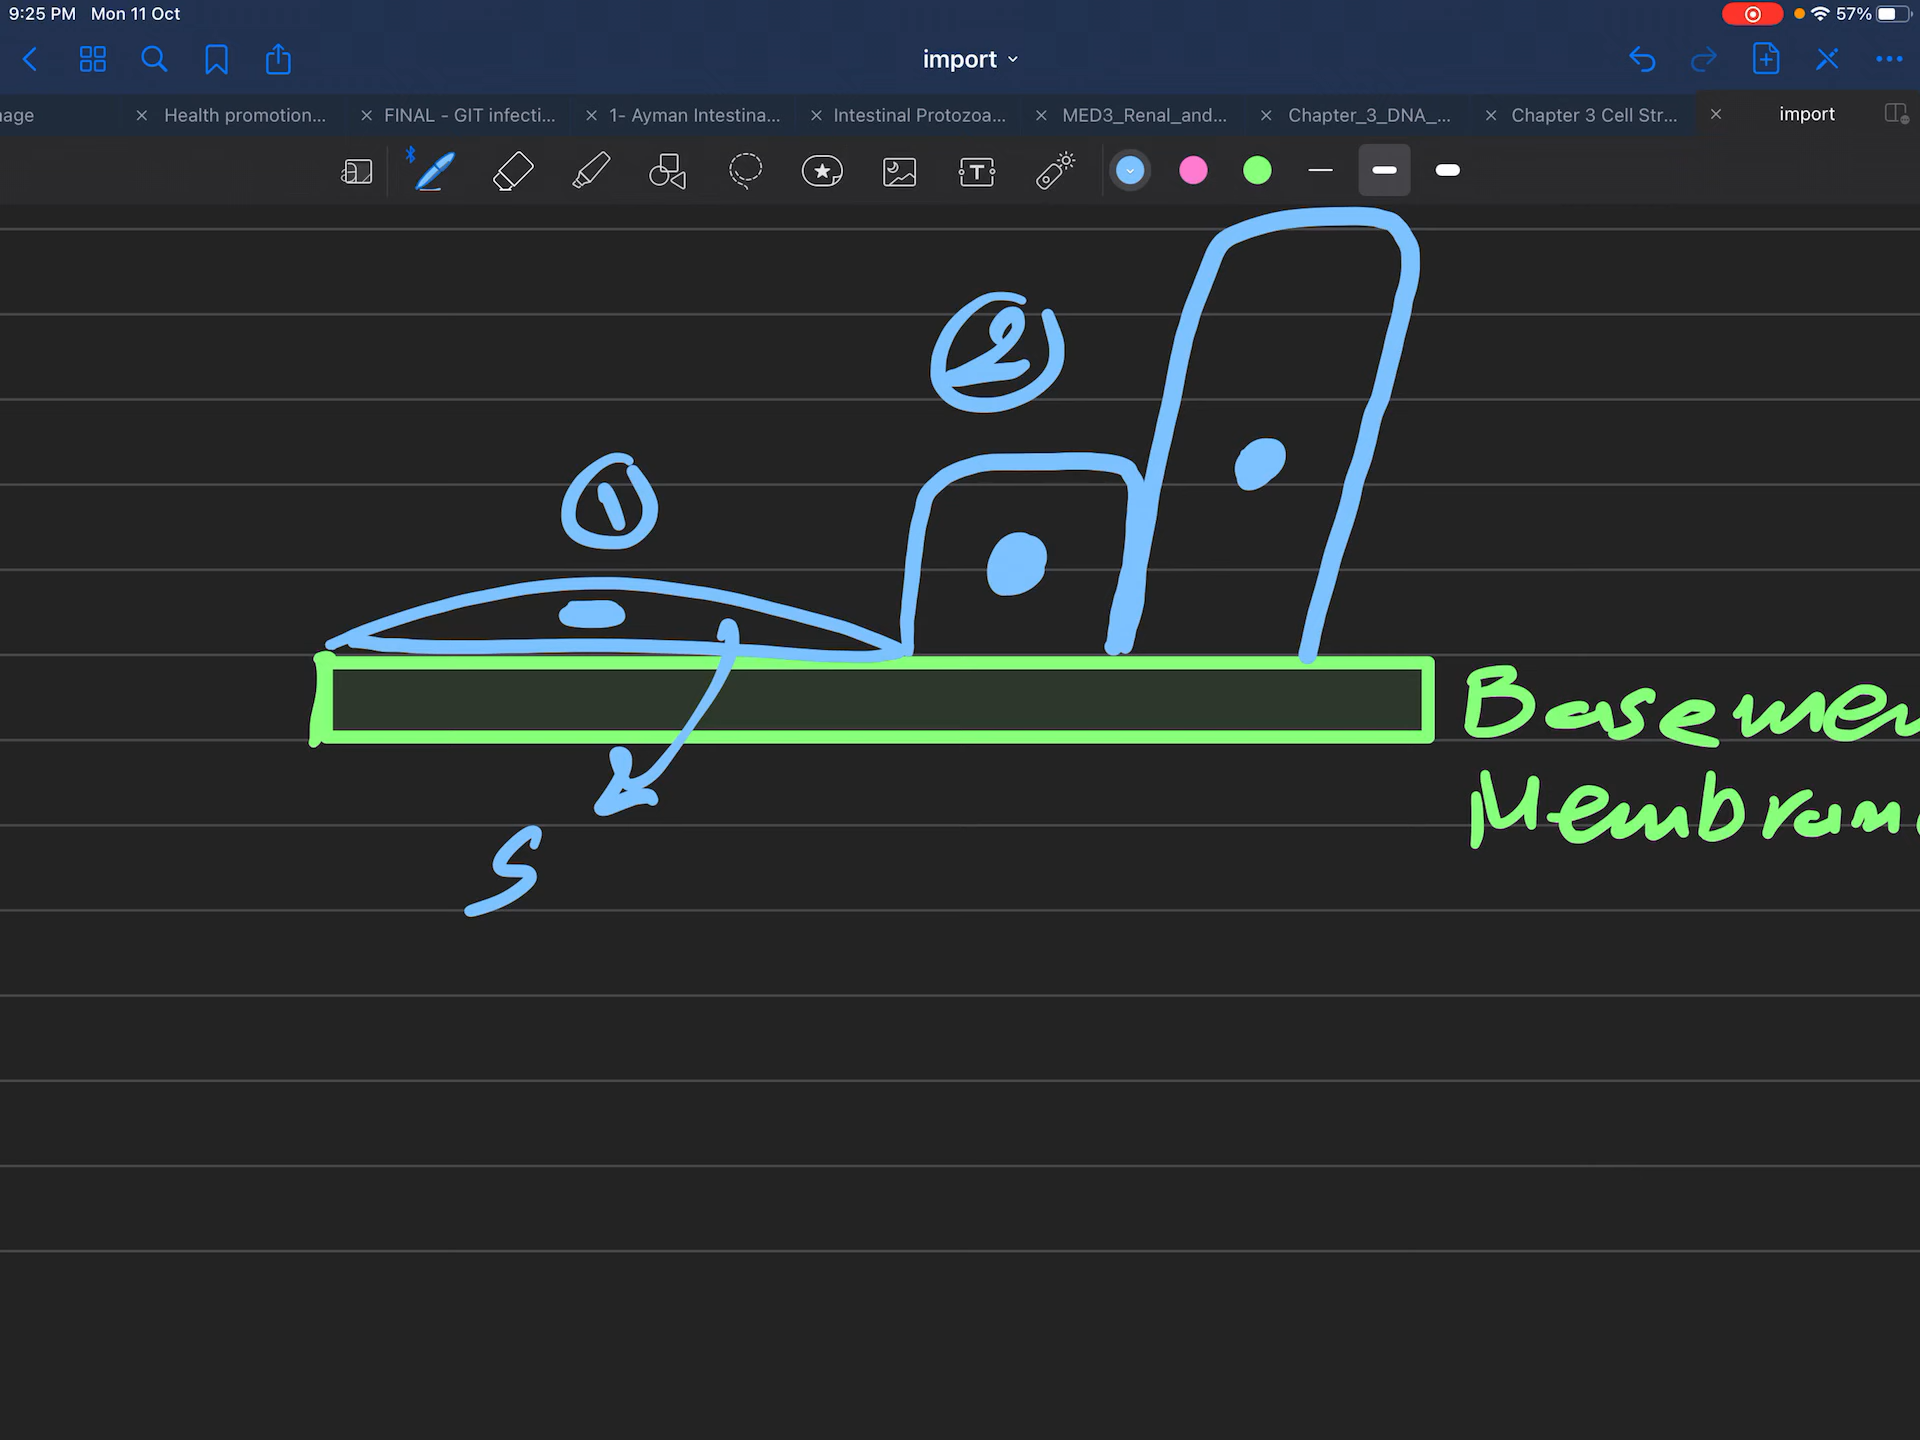 9:25 PM Mon 11 Oct
57%
import
age
Health promotion...
FINAL - GIT infecti...
1- Ayman Intestina...
Intestinal Protozoa...
MED3_Renal_and...
Chapter_3_DNA_...
Chapter 3 Cell Str...
import
T
2
1
Basemen
Membran
S